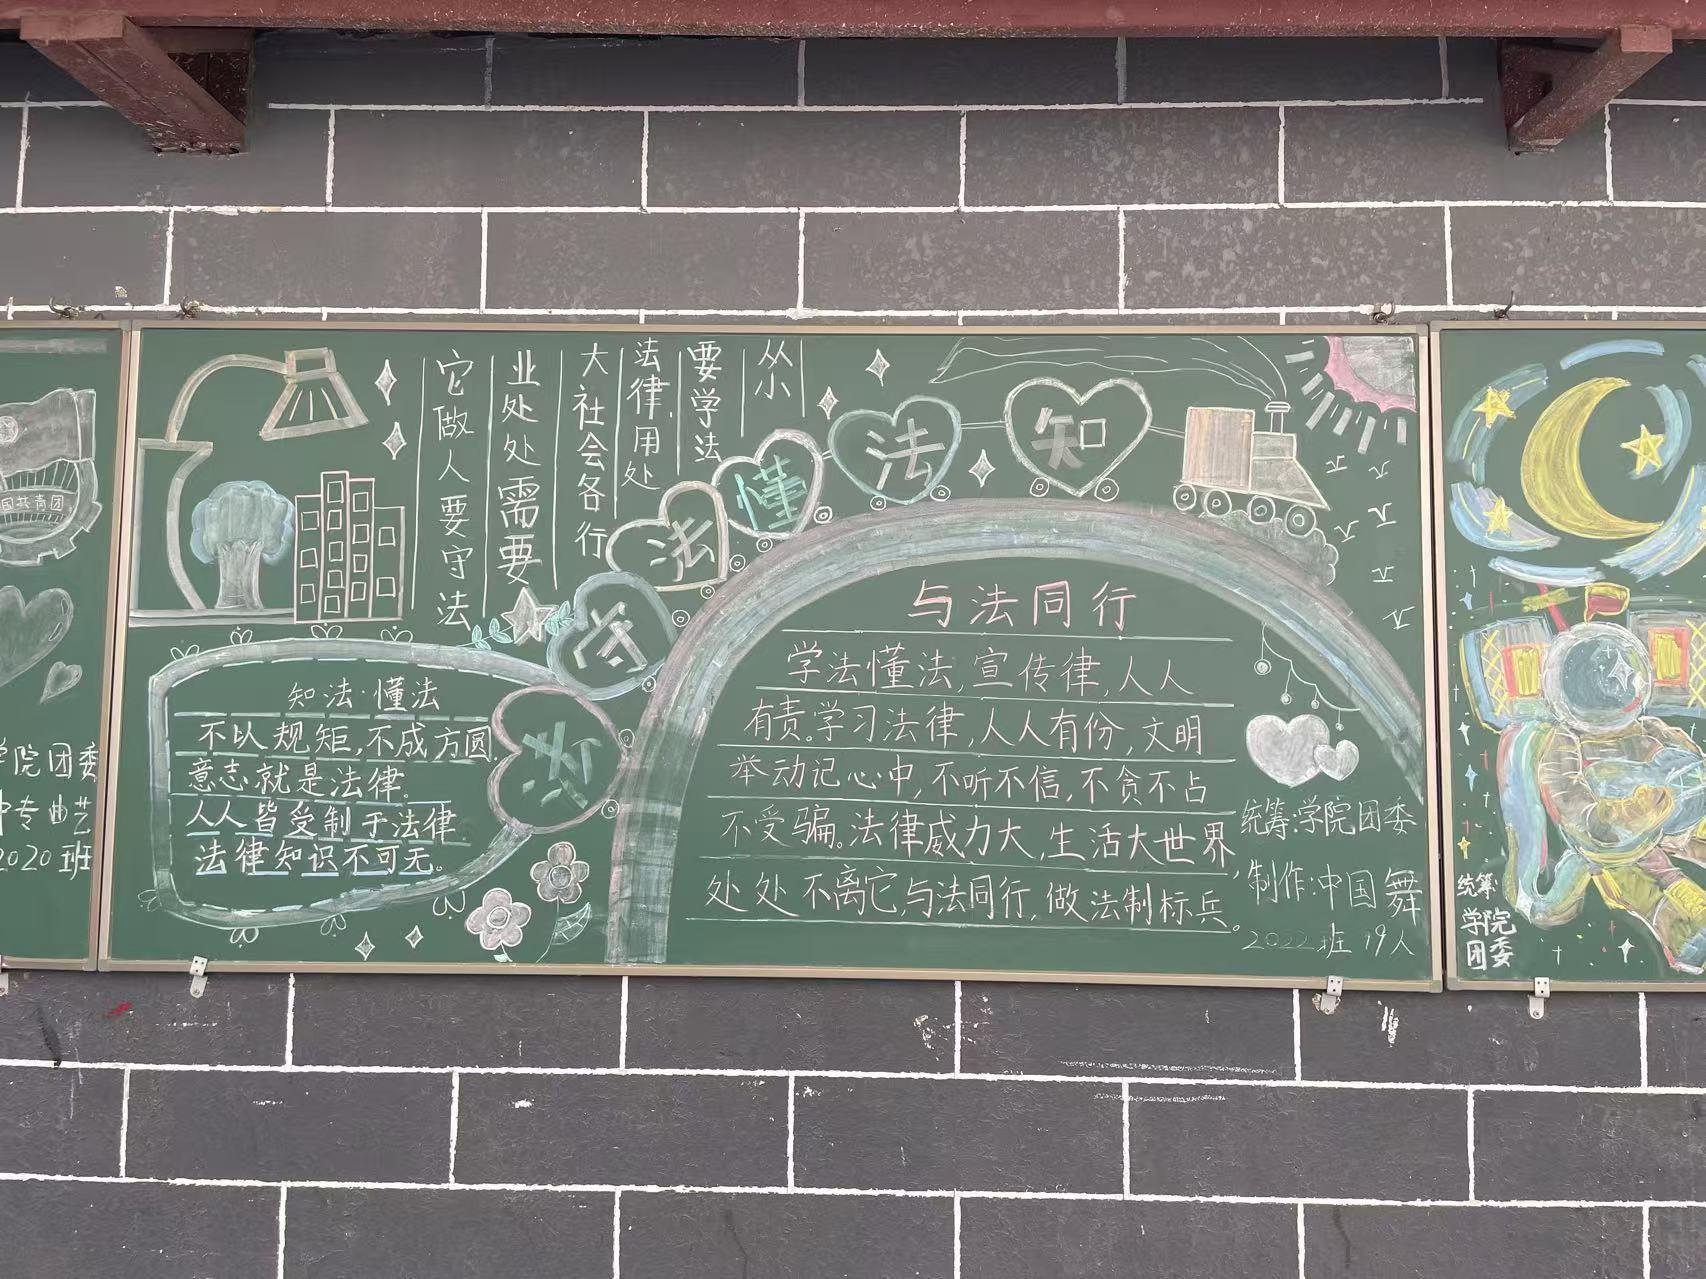 国共青团
院团委
专曲艺
2020班
从小
要学法
法律用处
大社会各行
业处处需要
它做人要守法
知法懂法守法
知法·懂法
不以规矩,不成方圆.
意志就是法律.
人人皆受制于法律.
法律知识不可无。
与法同行
学法懂法,宣传律,人人
有责。学习法律,人人有份,文明
举动记心中,不听不信,不贪不占
不受骗。法律威力大,生活大世界,
处处不离它,与法同行,做法制标兵。
统筹:学院团委
制作:中国舞
2022班 19人
统筹:
学院
团委